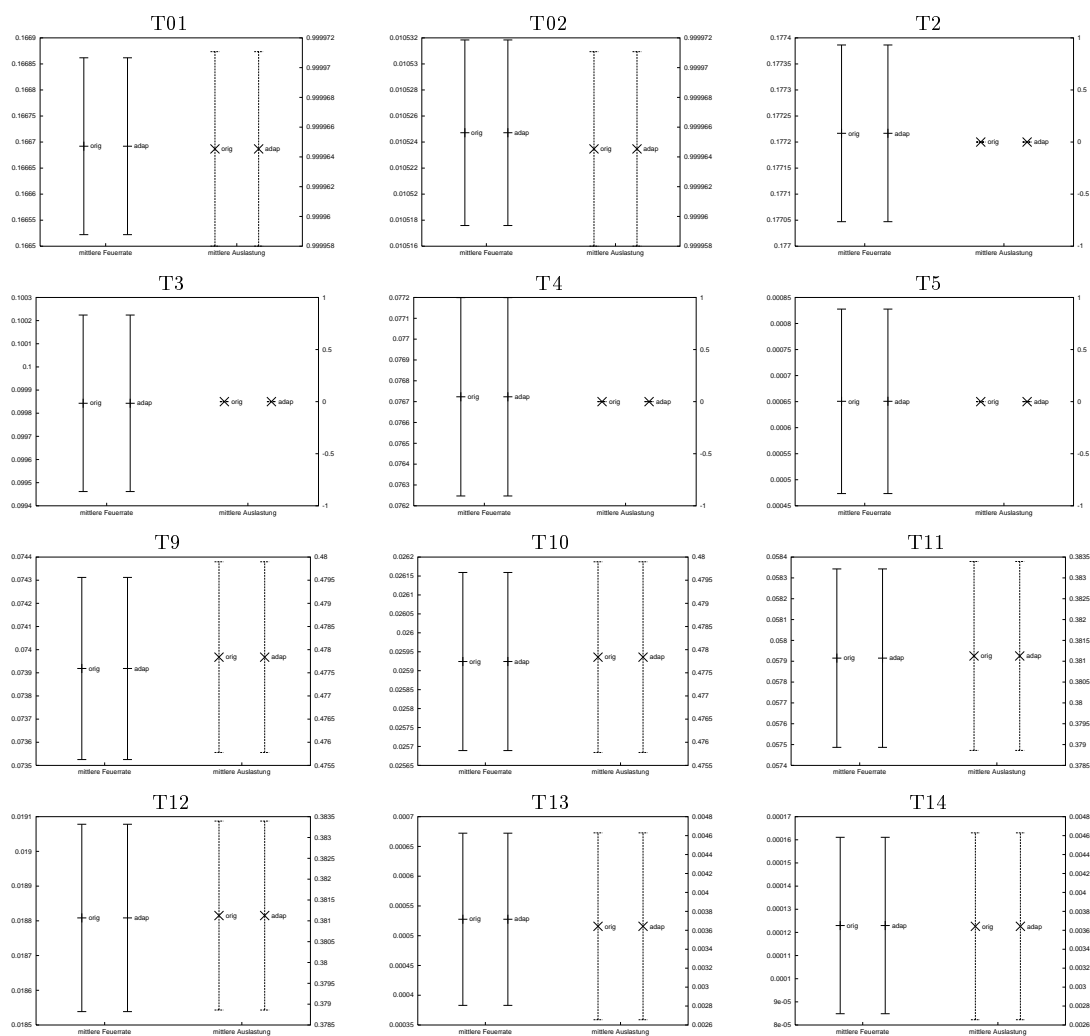 T01
0.1669
0.16685
0.1668
0.16675
0.1667
0.16665
0.1666
0.16655
0.1665
orig
adap
orig
adap
0.999972
0.99997
0.999968
0.999966
0.999964
0.999962
0.99996
0.999958
mittlere Feuerrate
mittlere Auslastung
T02
0.010532
0.01053
0.010528
0.010526
0.010524
0.010522
0.01052
0.010518
0.010516
orig
adap
orig
adap
0.999972
0.99997
0.999968
0.999966
0.999964
0.999962
0.99996
0.999958
mittlere Feuerrate
mittlere Auslastung
T2
0.1774
0.17735
0.1773
0.17725
0.1772
0.17715
0.1771
0.17705
0.177
orig
adap
orig
adap
1
0.5
0
-0.5
-1
mittlere Feuerrate
mittlere Auslastung
T3
0.1003
0.1002
0.1001
0.1
0.0999
0.0998
0.0997
0.0996
0.0995
0.0994
orig
adap
orig
adap
1
0.5
0
-0.5
-1
mittlere Feuerrate
mittlere Auslastung
T4
0.0772
0.0771
0.077
0.0769
0.0768
0.0767
0.0766
0.0765
0.0764
0.0763
0.0762
orig
adap
orig
adap
1
0.5
0
-0.5
-1
mittlere Feuerrate
mittlere Auslastung
T5
0.00085
0.0008
0.00075
0.0007
0.00065
0.0006
0.00055
0.0005
0.00045
orig
adap
orig
adap
1
0.5
0
-0.5
-1
mittlere Feuerrate
mittlere Auslastung
T9
0.0744
0.0743
0.0742
0.0741
0.074
0.0739
0.0738
0.0737
0.0736
0.0735
orig
adap
orig
adap
0.48
0.4795
0.479
0.4785
0.478
0.4775
0.477
0.4765
0.476
0.4755
mittlere Feuerrate
mittlere Auslastung
T10
0.0262
0.02615
0.0261
0.02605
0.026
0.02595
0.0259
0.02585
0.0258
0.02575
0.0257
0.02565
orig
adap
orig
adap
0.48
0.4795
0.479
0.4785
0.478
0.4775
0.477
0.4765
0.476
0.4755
mittlere Feuerrate
mittlere Auslastung
T11
0.0584
0.0583
0.0582
0.0581
0.058
0.0579
0.0578
0.0577
0.0576
0.0575
0.0574
orig
adap
orig
adap
0.3835
0.383
0.3825
0.382
0.3815
0.381
0.3805
0.38
0.3795
0.379
0.3785
mittlere Feuerrate
mittlere Auslastung
T12
0.0191
0.019
0.0189
0.0188
0.0187
0.0186
0.0185
orig
adap
orig
adap
0.3835
0.383
0.3825
0.382
0.3815
0.381
0.3805
0.38
0.3795
0.379
0.3785
mittlere Feuerrate
mittlere Auslastung
T13
0.0007
0.00065
0.0006
0.00055
0.0005
0.00045
0.0004
0.00035
orig
adap
orig
adap
0.0048
0.0046
0.0044
0.0042
0.004
0.0038
0.0036
0.0034
0.0032
0.003
0.0028
0.0026
mittlere Feuerrate
mittlere Auslastung
T14
0.00017
0.00016
0.00015
0.00014
0.00013
0.00012
0.00011
0.0001
9e-05
8e-05
orig
adap
orig
adap
0.0048
0.0046
0.0044
0.0042
0.004
0.0038
0.0036
0.0034
0.0032
0.003
0.0028
0.0026
mittlere Feuerrate
mittlere Auslastung